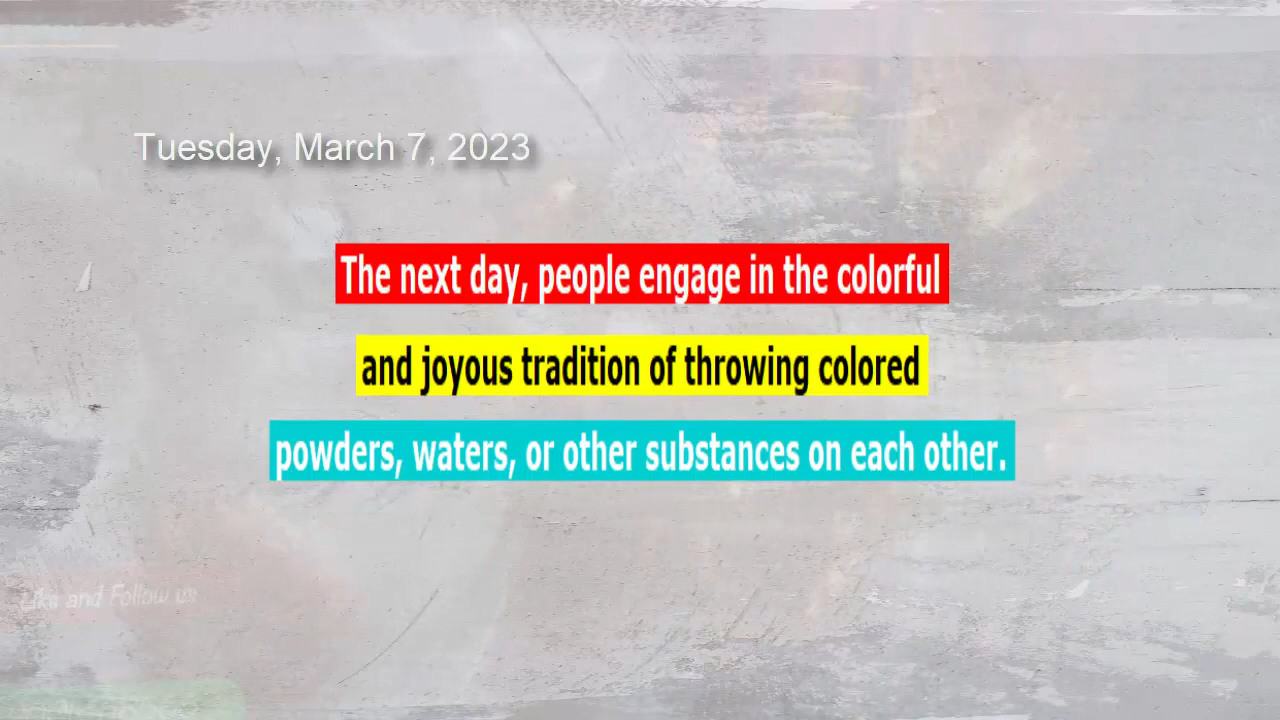 Tuesday, March 7, 2023
The next day, people engage in the colorful
and joyous tradition of throwing colored
powders, waters, or other substances on each other.
Like and Follow us